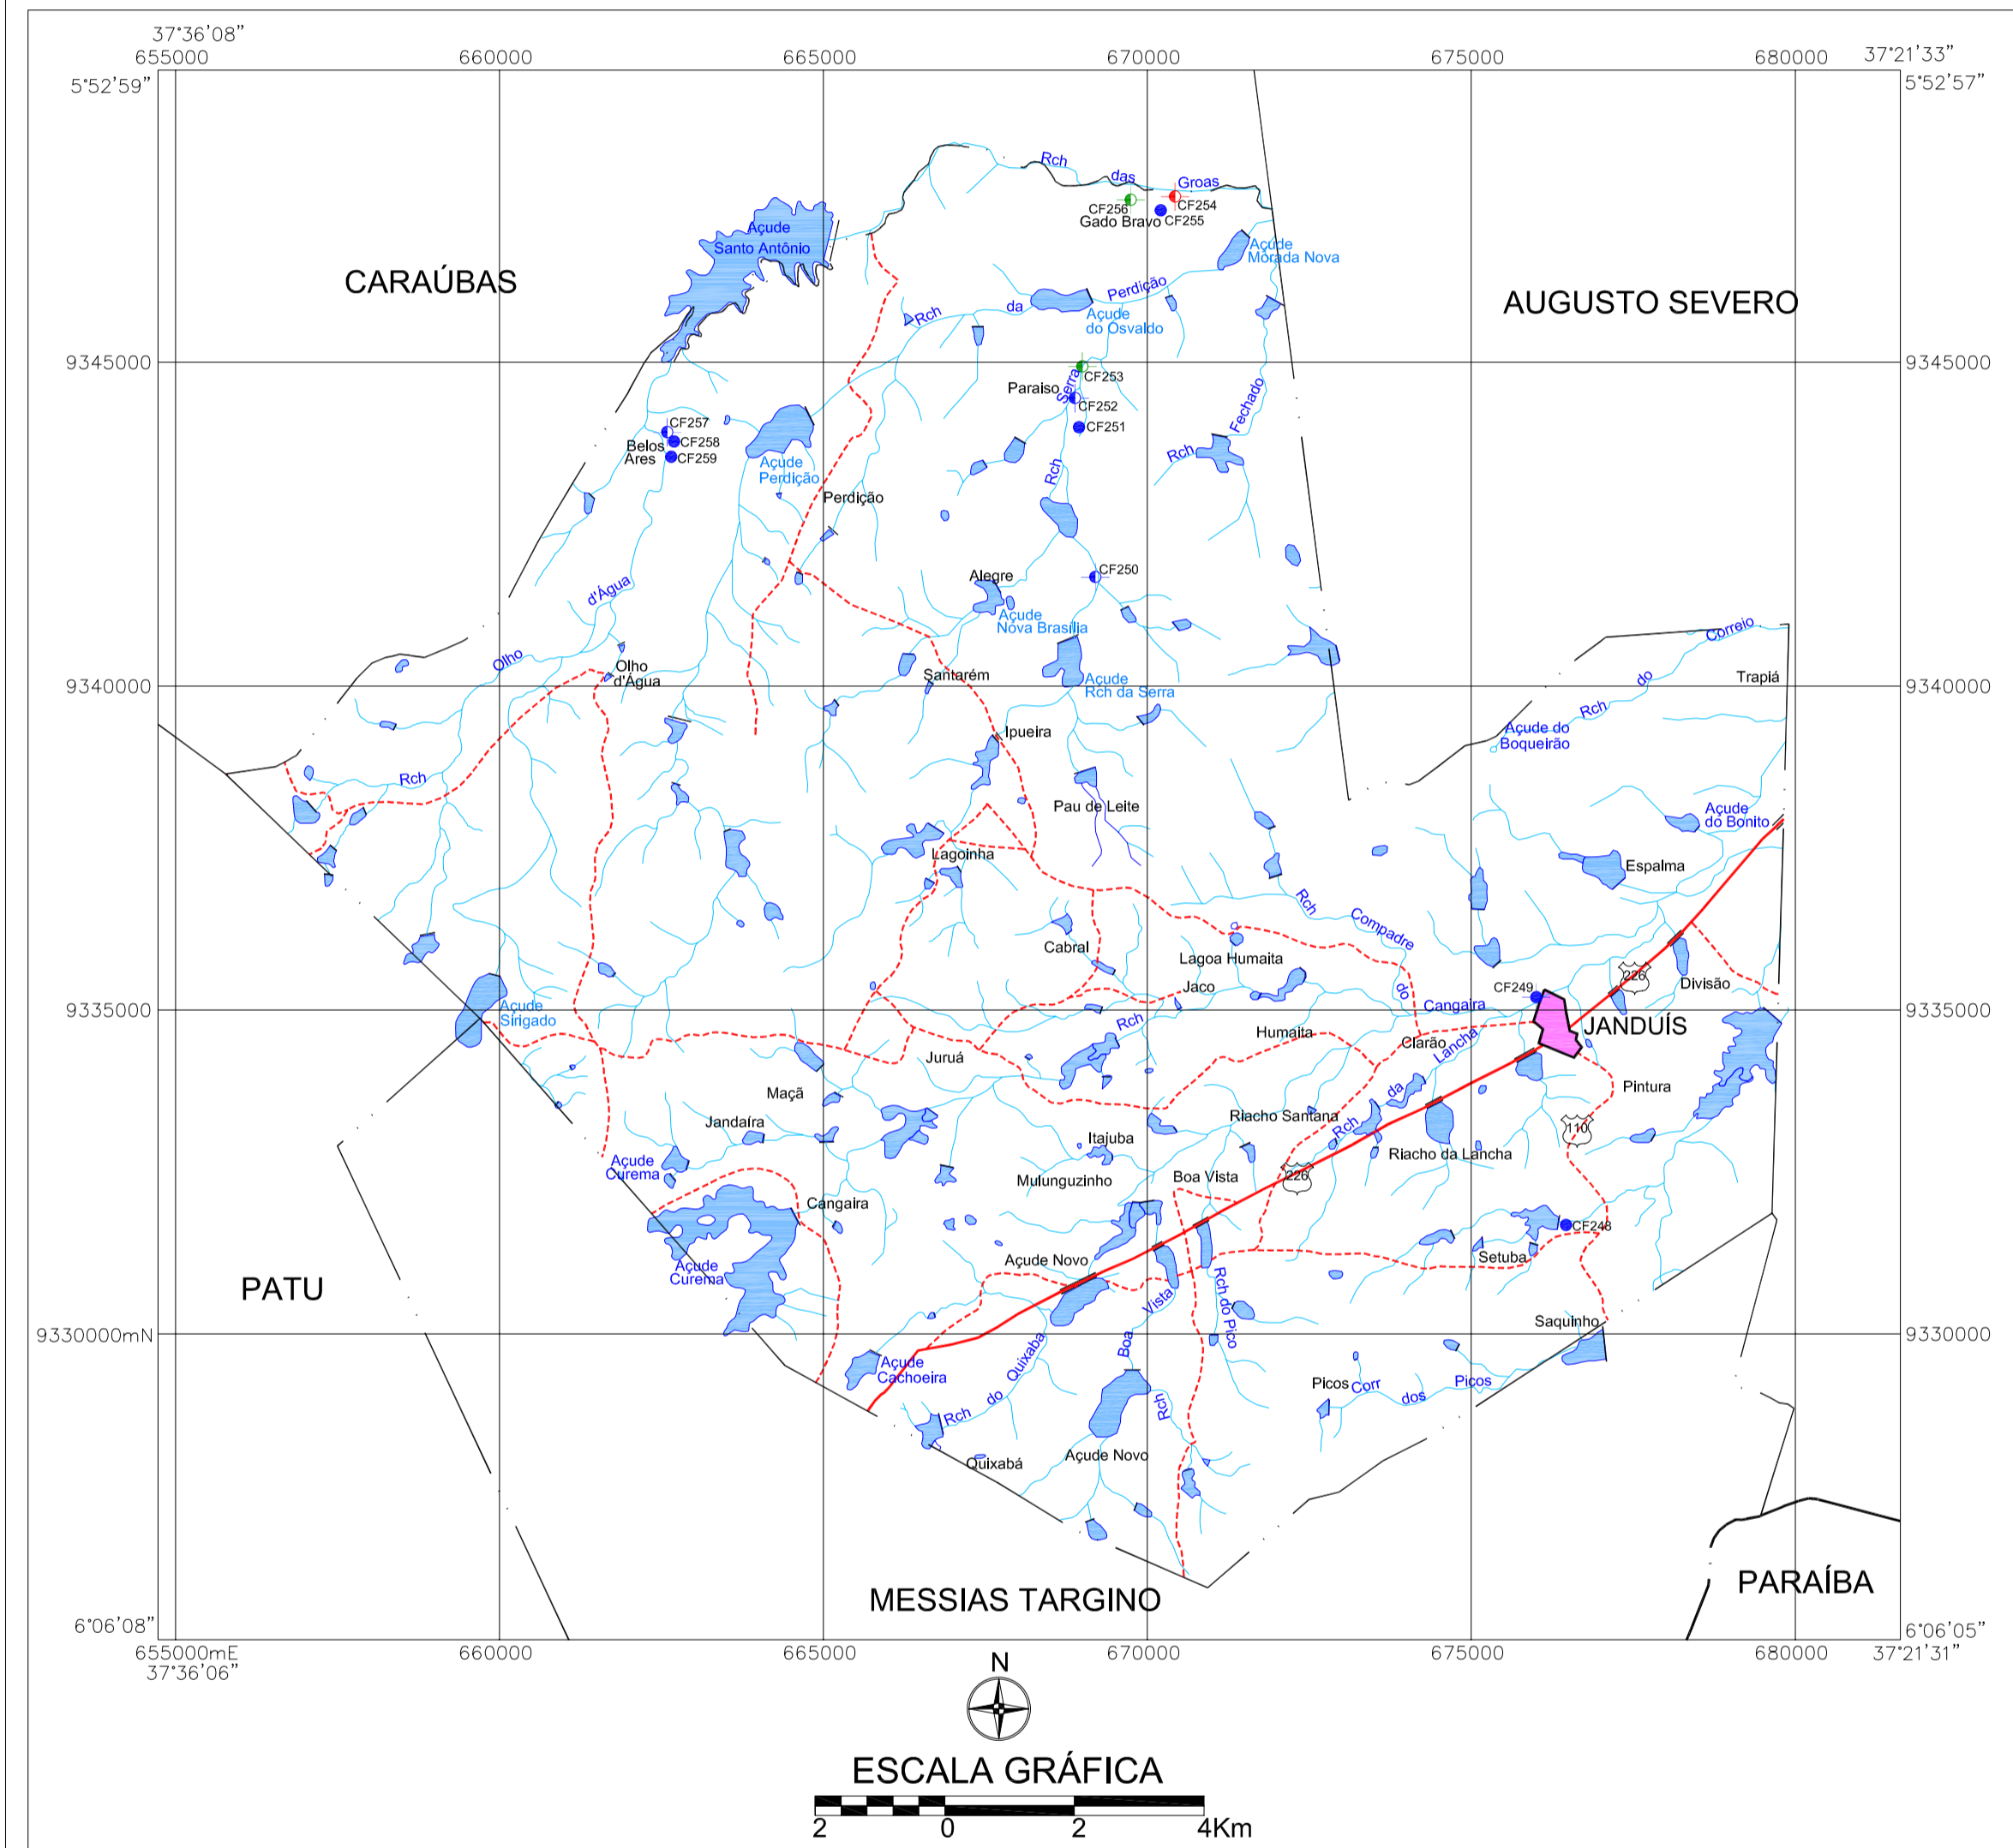 37°36'08"
37°21'33"
655000
660000
665000
670000
675000
680000
5°52'59"
5°52'57"
Rch
das
Groas
CF256
CF254
Gado Bravo
CF255
Açude
Santo Antônio
Açude
Morada Nova
CARAÚBAS
AUGUSTO SEVERO
Perdição
da
Rch
Açude
do Osvaldo
9345000
9345000
CF253
Paraiso
Serra
CF252
Fechado
CF257
CF251
Belos
Ares
CF258
CF259
Açude
Perdição
Rch
Rch
Perdição
CF250
Alegre
d'Água
Açude
Nova Brasília
Correio
Olho
Olho
d'Água
Santarém
Açude
Rch da Serra
do
Trapiá
9340000
9340000
Rch
Açude do
Boqueirão
Ipueira
Rch
Pau de Leite
Açude
do Bonito
Lagoinha
Espalma
Rch
Compadre
Cabral
Lagoa Humaita
226
Divisão
Jaco
do
CF249
Cangaira
9335000
9335000
Açude
Sirigado
Rch
JANDUÍS
Humaita
Clarão
Lancha
Juruá
Pintura
Maçã
da
Jandaíra
Riacho Santana
Rch
110
Itajuba
Riacho da Lancha
Açude
Curema
Mulunguzinho
Boa Vista
226
Cangaira
CF248
Açude
Curema
Açude Novo
Setuba
PATU
Rch do Pico
Vista
9330000mN
9330000
Saquinho
Boa
Quixaba
Açude
Cachoeira
do
Rch
Picos
Corr
dos
Picos
Rch
Quixabá
Açude Novo
MESSIAS TARGINO
PARAÍBA
6°06'08"
6°06'05"
655000mE
660000
665000
670000
675000
680000
37°36'06"
37°21'31"
N
ESCALA GRÁFICA
2
0
2
4Km